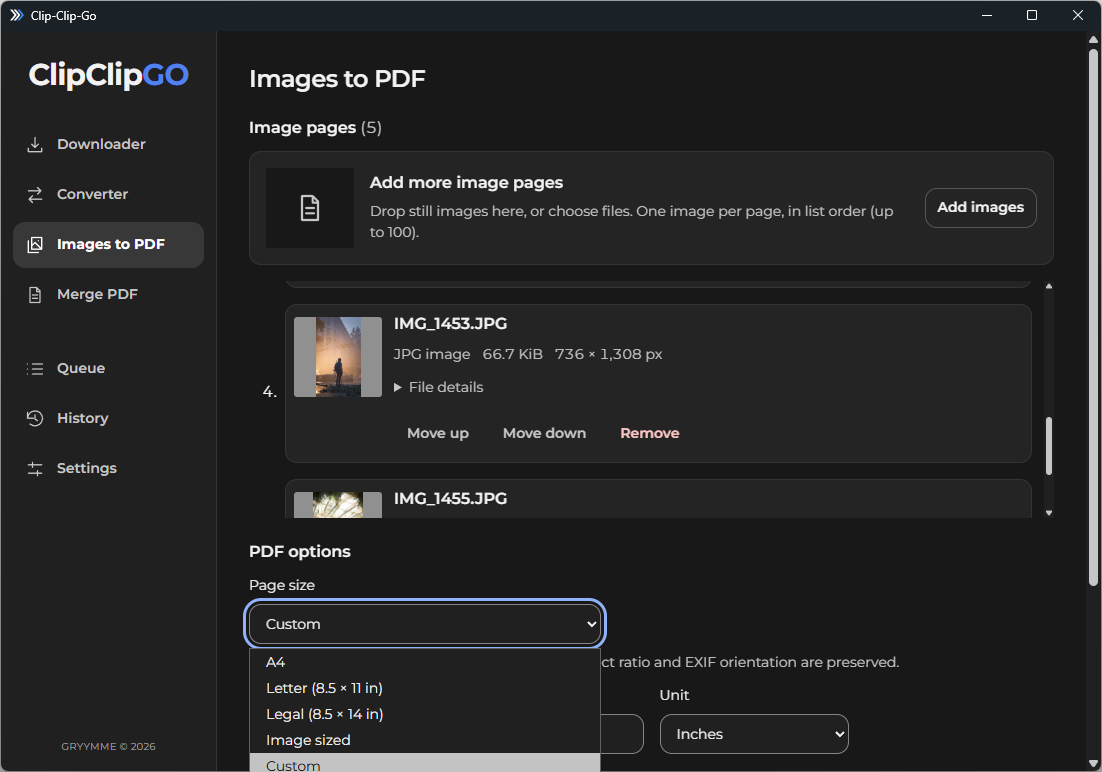 Clip-Clip-Go
ClipClipGO
Downloader
Converter
Images to PDF
Merge PDF
Queue
History
Settings
GRYYMME © 2026
Images to PDF
Image pages (5)
Add more image pages
Drop still images here, or choose files. One image per page, in list order (up
to 100).
Add images
4.
IMG_1453.JPG
JPG image 66.7 KiB 736 × 1,308 px
File details
Move up Move down Remove
IMG_1455.JPG
PDF options
Page size
Custom
A4
Letter (8.5 × 11 in)
Legal (8.5 × 14 in)
Image sized
Custom
ratio and EXIF orientation are preserved.
Unit
Inches